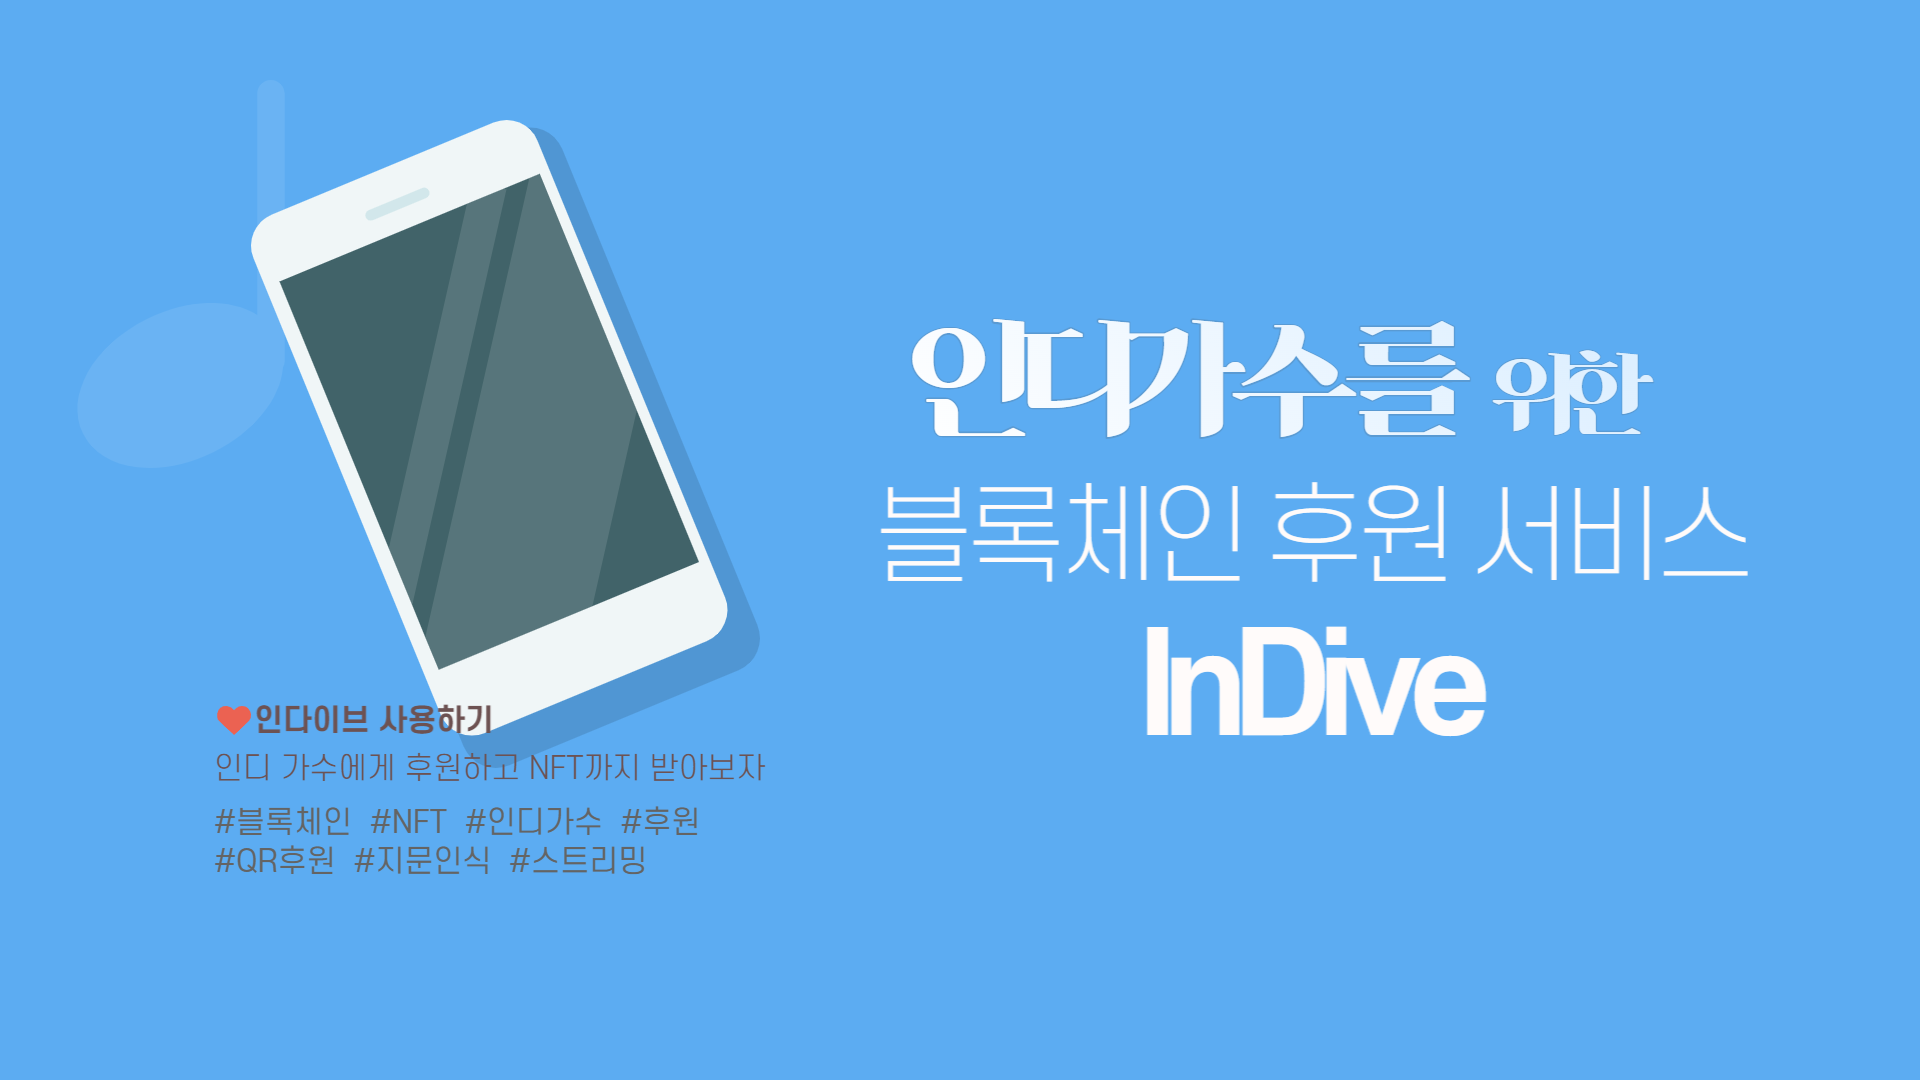 인디가수를 위한
블록체인 후원 서비스
InDive
인다이브 사용하기
인디 가수에게 후원하고 NFT까지 받아보자
#블록체인 #NFT #인디가수 #후원
#QR후원 #지문인식 #스트리밍